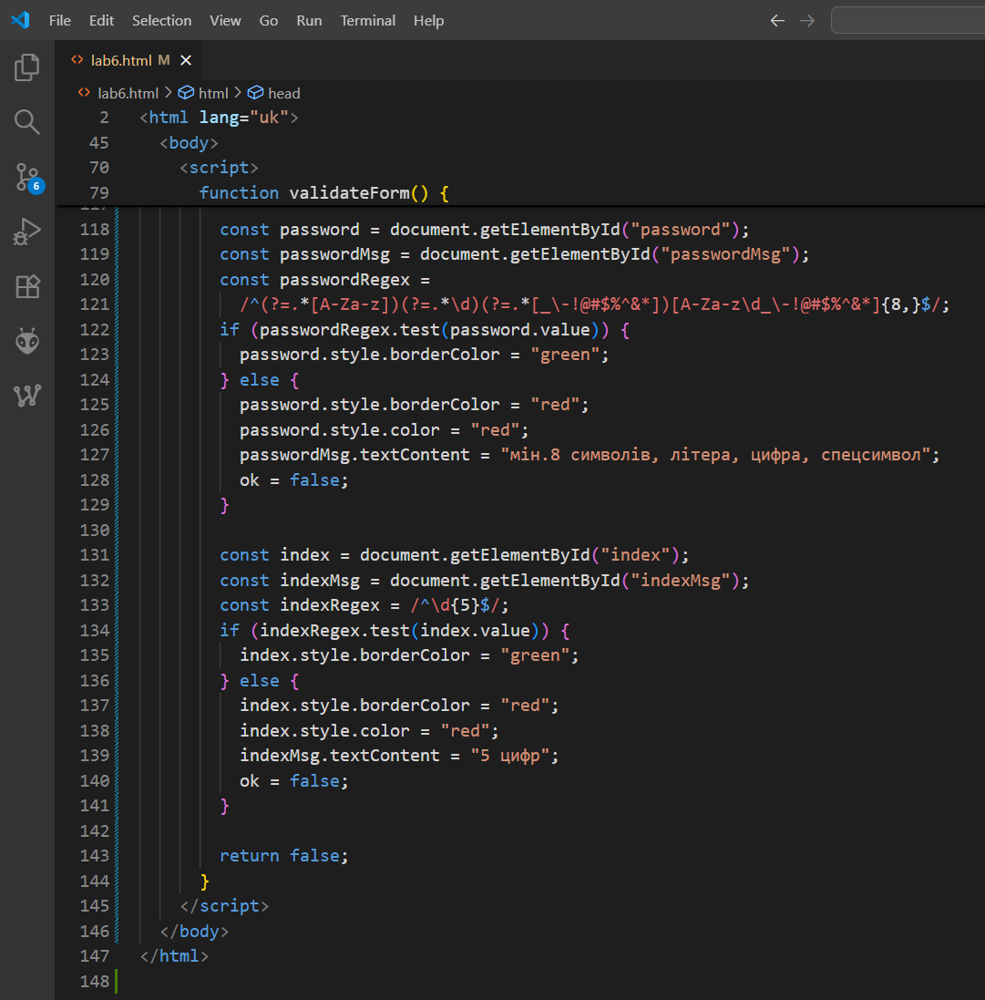 File Edit Selection View Go Run Terminal Help
lab6.html M
lab6.html html head
2 <html lang="uk">
45 <body>
70 <script>
79 function validateForm() {
118 const password = document.getElementById("password");
119 const passwordMsg = document.getElementById("passwordMsg");
120 const passwordRegex =
121 /^(?=.*[A-Za-z])(?=.*\d)(?=.*[_\-!@#$%^&*])[A-Za-z\d_\-!@#$%^&*]{8,}$/;
122 if (passwordRegex.test(password.value)) {
123 password.style.borderColor = "green";
124 } else {
125 password.style.borderColor = "red";
126 password.style.color = "red";
127 passwordMsg.textContent = "мін.8 символів, літера, цифра, спецсимвол";
128 ok = false;
129 }
130
131 const index = document.getElementById("index");
132 const indexMsg = document.getElementById("indexMsg");
133 const indexRegex = /^\d{5}$/;
134 if (indexRegex.test(index.value)) {
135 index.style.borderColor = "green";
136 } else {
137 index.style.borderColor = "red";
138 index.style.color = "red";
139 indexMsg.textContent = "5 цифр";
140 ok = false;
141 }
142
143 return false;
144 }
145 </script>
146 </body>
147 </html>
148
6